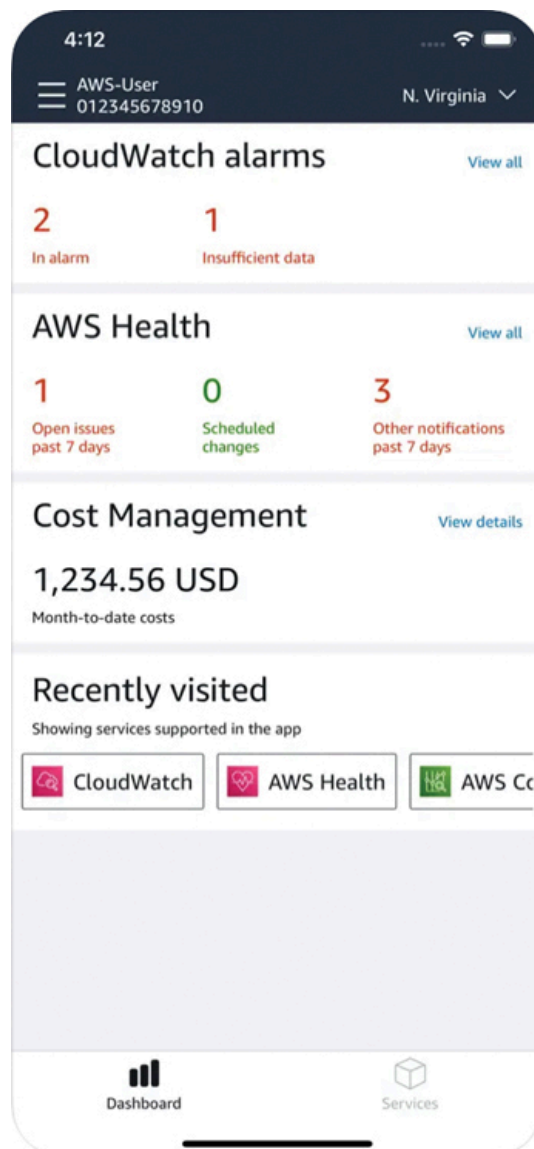 4:12
AWS-User
012345678910
N. Virginia
CloudWatch alarms
View all
2
1
In alarm
Insufficient data
AWS Health
View all
1
0
3
Open issues
past 7 days
Scheduled
changes
Other notifications
past 7 days
Cost Management
View details
1,234.56 USD
Month-to-date costs
Recently visited
Showing services supported in the app
CloudWatch
AWS Health
AWS Co
Dashboard
Services